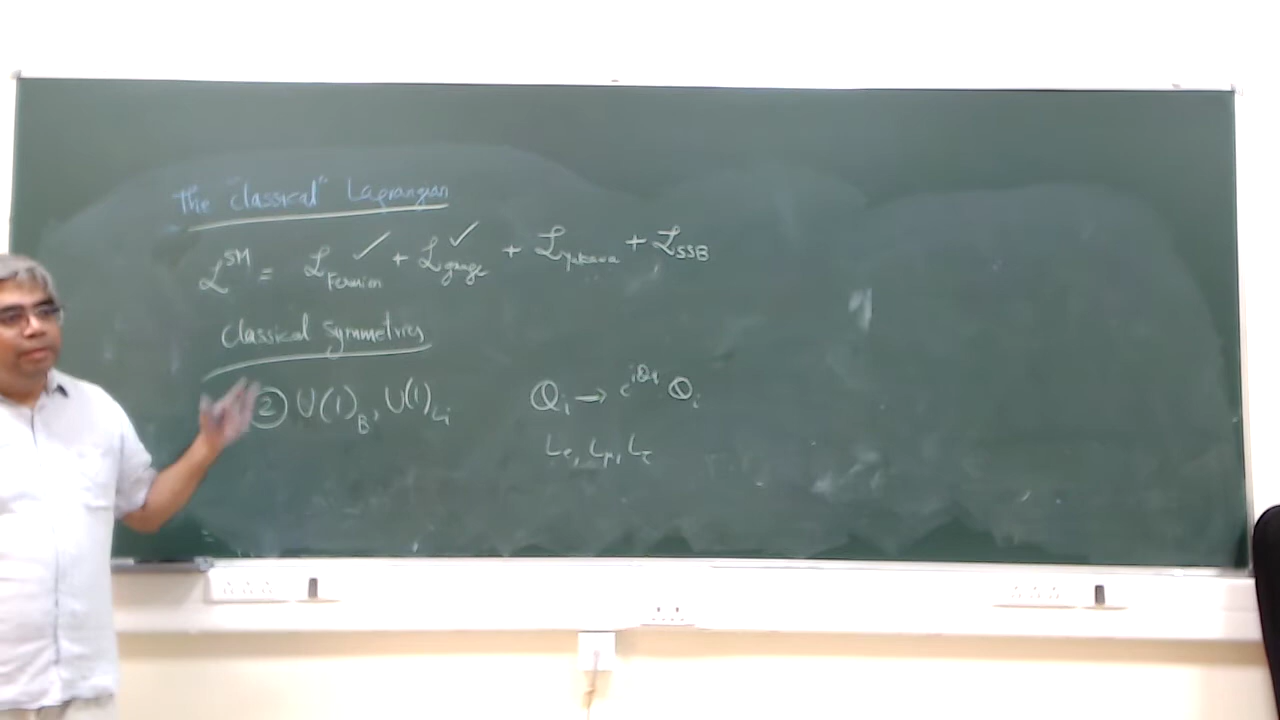 The "classical" Lagrangian
ℒ^SM = ℒ_Fermion ✓ + ℒ_gauge ✓ + ℒ_Yukawa + ℒ_SSB
Classical Symmetries
② U(1)_B, U(1)_Li Q_i → e^iθ_q Q_i
L_e, L_μ, L_τ